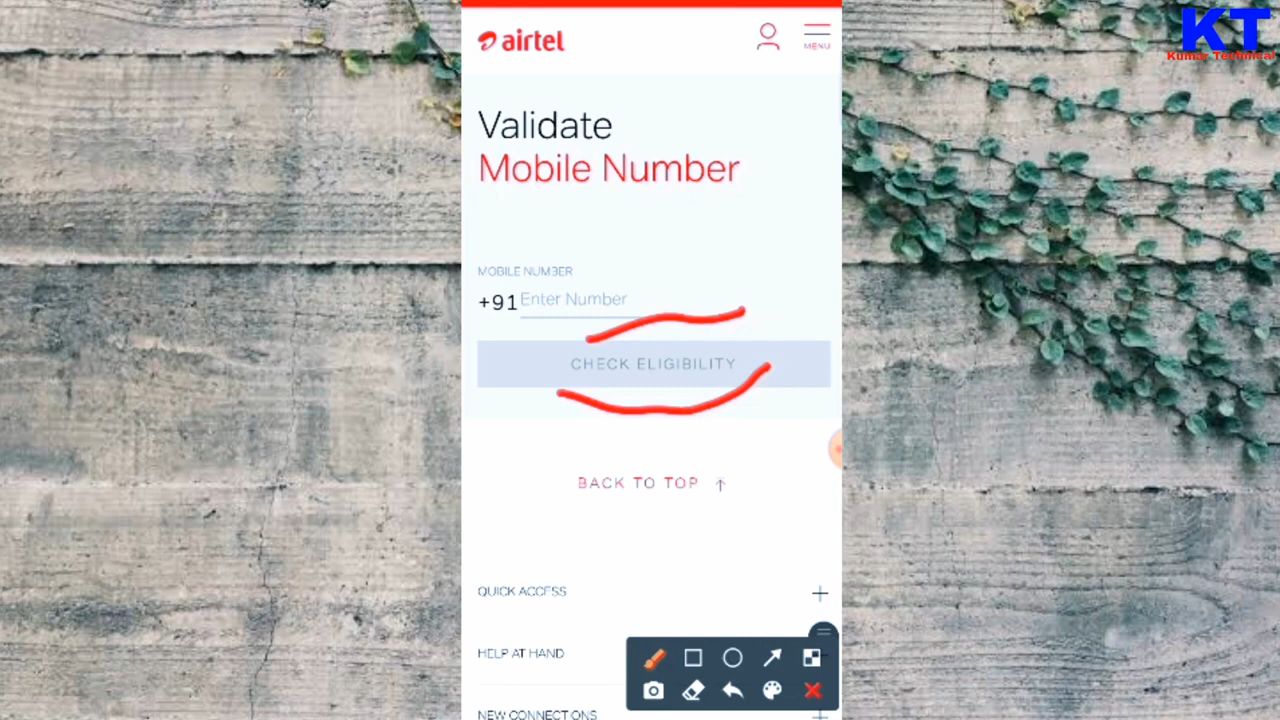 KT
Kumar Technical
airtel
MENU
Validate
Mobile Number
MOBILE NUMBER
+91 Enter Number
CHECK ELIGIBILITY
BACK TO TOP
QUICK ACCESS
HELP AT HAND
NEW CONNECTIONS